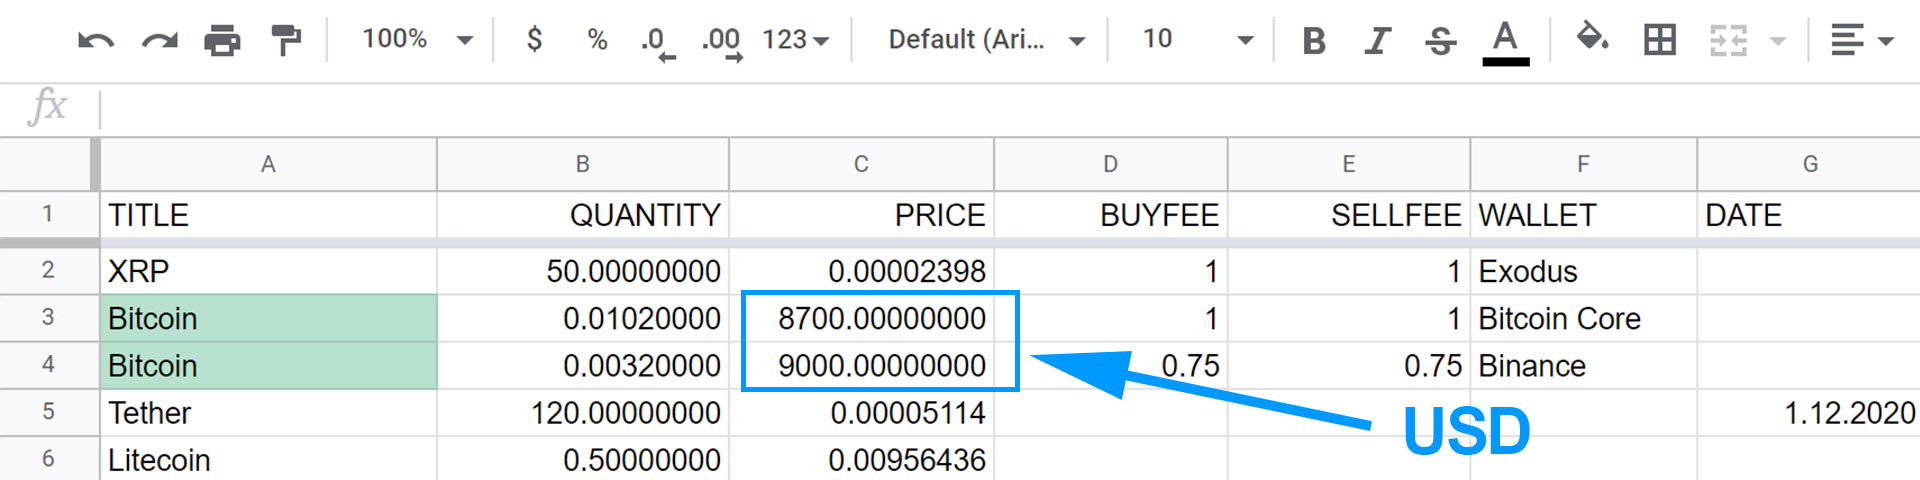 100% $ % .0 .00 123 Default (Ari... 10 B I S A
fx
A B C D E F G
1 TITLE QUANTITY PRICE BUYFEE SELLFEE WALLET DATE
2 XRP 50.00000000 0.00002398 1 1 Exodus
3 Bitcoin 0.01020000 8700.00000000 1 1 Bitcoin Core
4 Bitcoin 0.00320000 9000.00000000 0.75 0.75 Binance
5 Tether 120.00000000 0.00005114 1.12.2020
USD
6 Litecoin 0.50000000 0.00956436